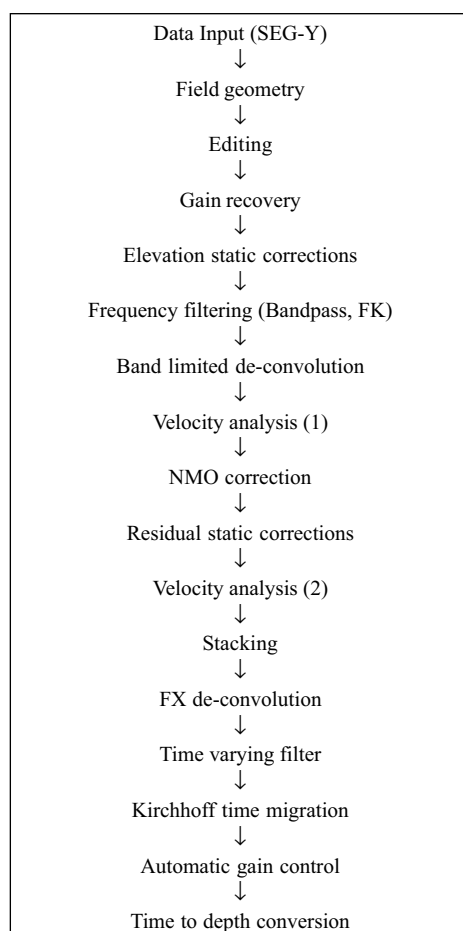 Data Input (SEG-Y)
↓
Field geometry
↓
Editing
↓
Gain recovery
↓
Elevation static corrections
↓
Frequency filtering (Bandpass, FK)
↓
Band limited de-convolution
↓
Velocity analysis (1)
↓
NMO correction
↓
Residual static corrections
↓
Velocity analysis (2)
↓
Stacking
↓
FX de-convolution
↓
Time varying filter
↓
Kirchhoff time migration
↓
Automatic gain control
↓
Time to depth conversion